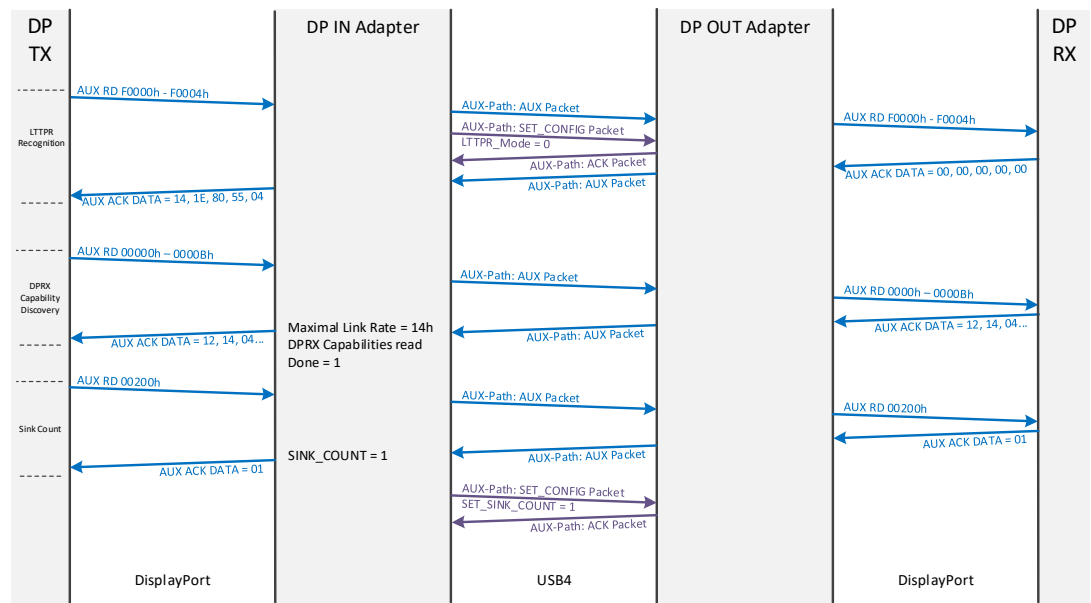 DP
TX
DP IN Adapter
DP OUT Adapter
DP
RX
LTTPR
Recognition
AUX RD F0000h - F0004h
AUX-Path: AUX Packet
AUX-Path: SET_CONFIG Packet
LTTPR_Mode = 0
AUX-Path: ACK Packet
AUX-Path: AUX Packet
AUX RD F0000h - F0004h
AUX ACK DATA = 00, 00, 00, 00, 00
AUX ACK DATA = 14, 1E, 80, 55, 04
DPRX
Capability
Discovery
AUX RD 00000h – 0000Bh
AUX-Path: AUX Packet
AUX RD 0000h – 0000Bh
AUX ACK DATA = 12, 14, 04...
AUX-Path: AUX Packet
AUX ACK DATA = 12, 14, 04...
Maximal Link Rate = 14h
DPRX Capabilities read
Done = 1
Sink Count
AUX RD 00200h
AUX-Path: AUX Packet
AUX RD 00200h
AUX ACK DATA = 01
AUX-Path: AUX Packet
SINK_COUNT = 1
AUX ACK DATA = 01
AUX-Path: SET_CONFIG Packet
SET_SINK_COUNT = 1
AUX-Path: ACK Packet
DisplayPort
USB4
DisplayPort